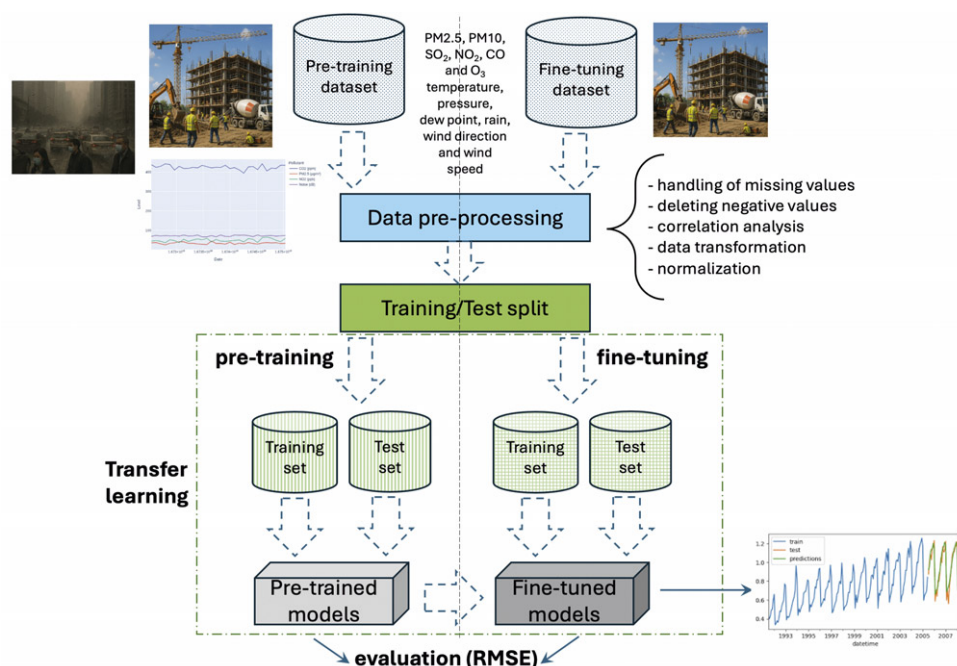 Pre-training
dataset
PM2.5, PM10,
SO₂, NO₂, CO
and O₃
temperature,
pressure,
dew point, rain,
wind direction
and wind
speed
Fine-tuning
dataset
Data pre-processing
- handling of missing values
- deleting negative values
- correlation analysis
- data transformation
- normalization
Training/Test split
pre-training
fine-tuning
Training
set
Test
set
Training
set
Test
set
Transfer
learning
Pre-trained
models
Fine-tuned
models
evaluation (RMSE)
train
test
predictions
1.2
1.0
0.8
0.6
0.4
1993
1995
1997
1999
2001
2003
2005
2007
datetime